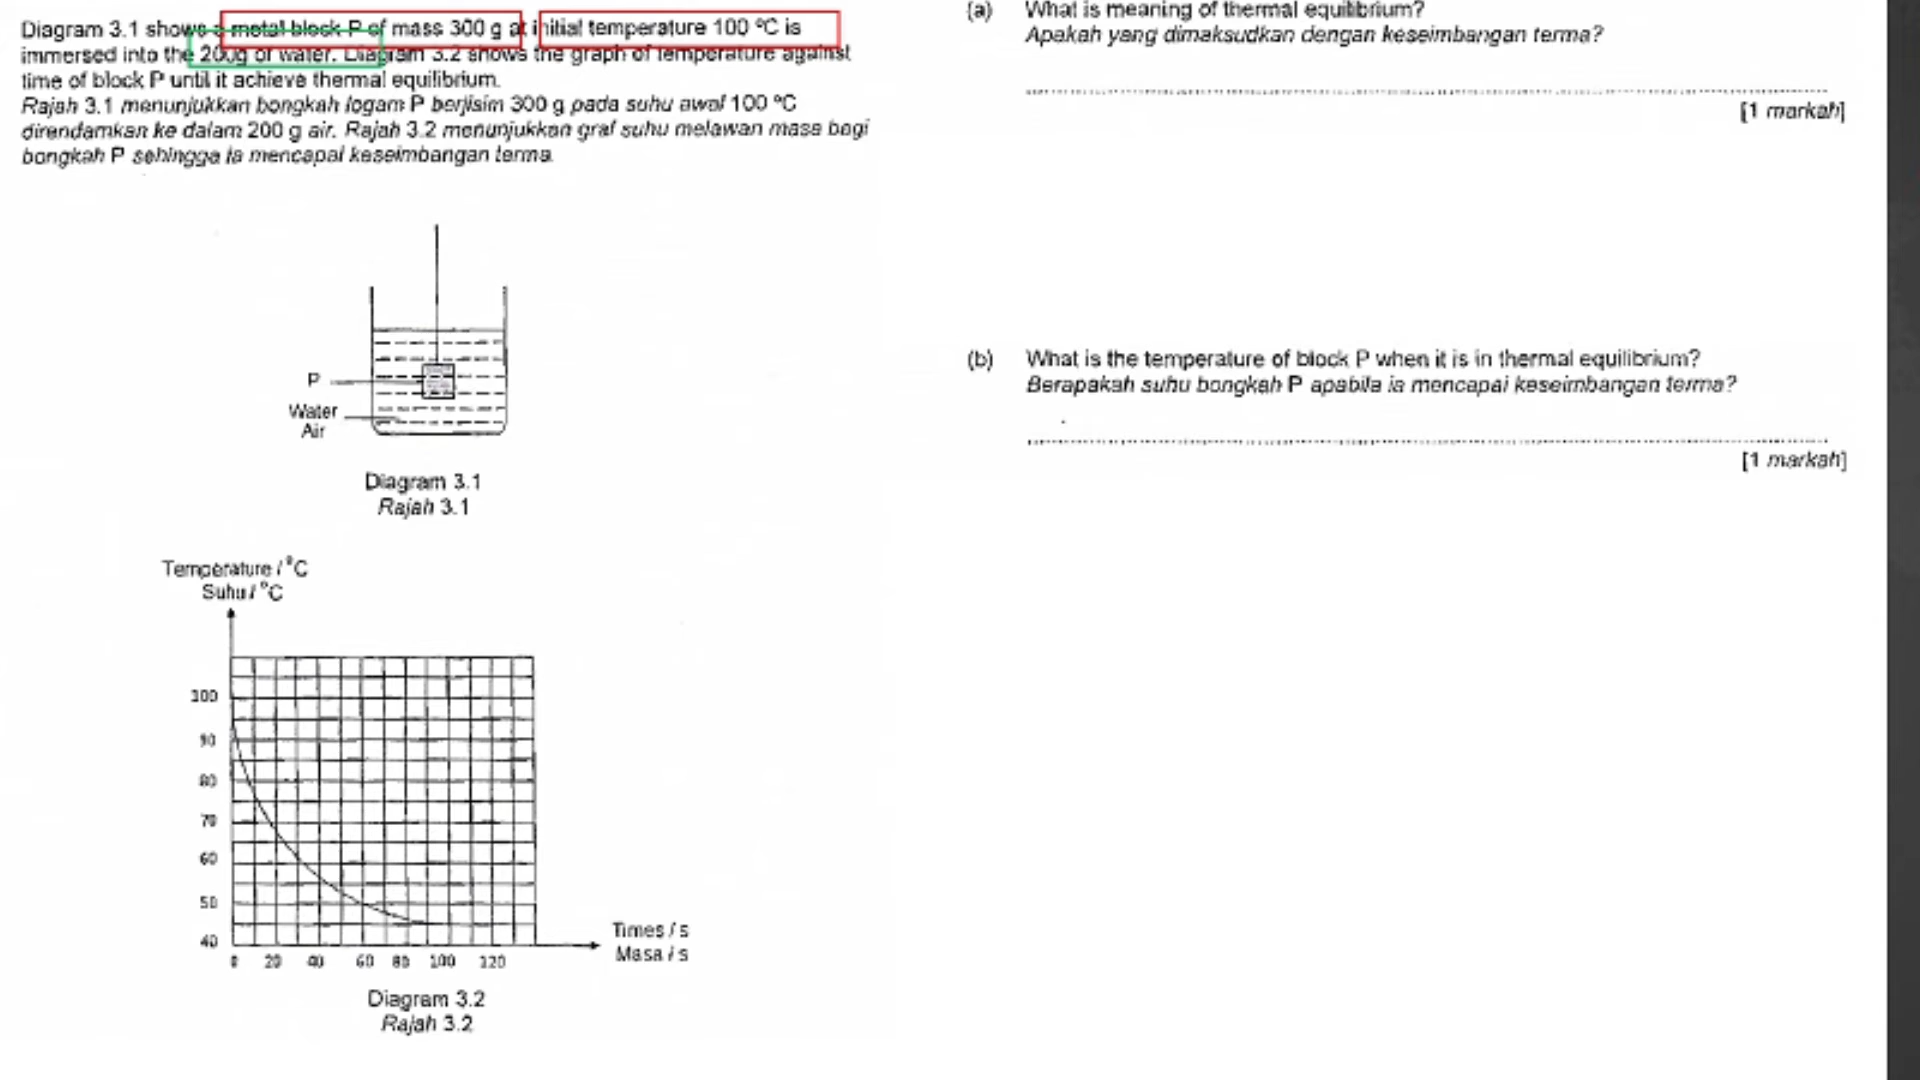 Diagram 3.1 shows a metal block P of mass 300 g at initial temperature 100 ºC is
immersed into the 200g of water. Diagram 3.2 shows the graph of temperature against
time of block P until it achieve thermal equilibrium.
Rajah 3.1 menunjukkan bongkah logam P berjisim 300 g pada suhu awal 100 ºC
direndamkan ke dalam 200 g air. Rajah 3.2 menunjukkan graf suhu melawan masa bagi
bongkah P sehingga ia mencapai keseimbangan terma.
P
Water
Air
Diagram 3.1
Rajah 3.1
Temperature / °C
Suhu / °C
100
90
80
70
60
50
40
0 20 40 60 80 100 120
Times / s
Masa / s
Diagram 3.2
Rajah 3.2
(a) What is meaning of thermal equilibrium?
Apakah yang dimaksudkan dengan keseimbangan terma?
[1 markah]
(b) What is the temperature of block P when it is in thermal equilibrium?
Berapakah suhu bongkah P apabila ia mencapai keseimbangan terma?
[1 markah]